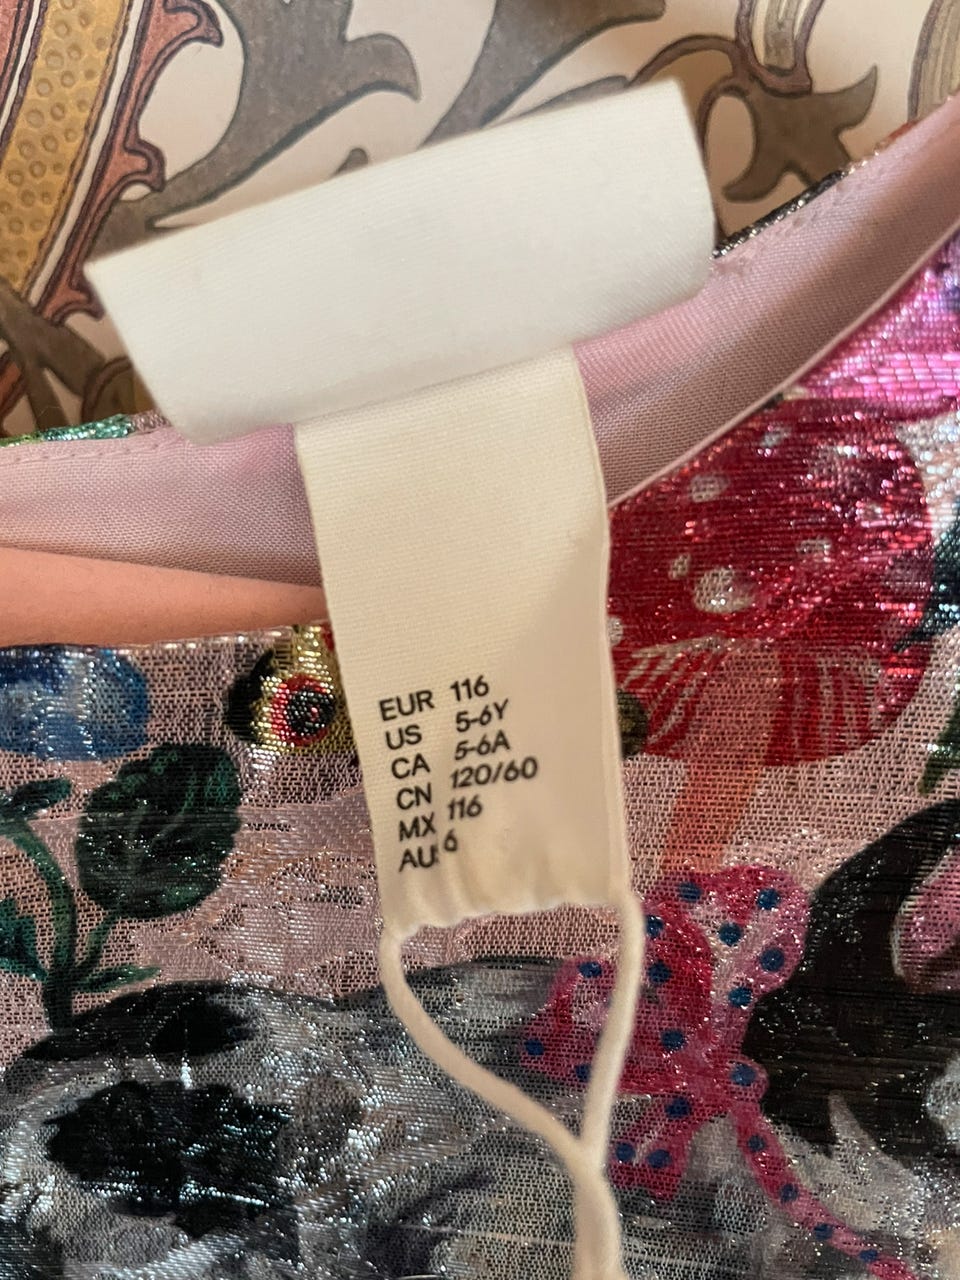 EUR 116
US 5-6Y
CA 5-6A
CN 120/60
MX 116
AU 6